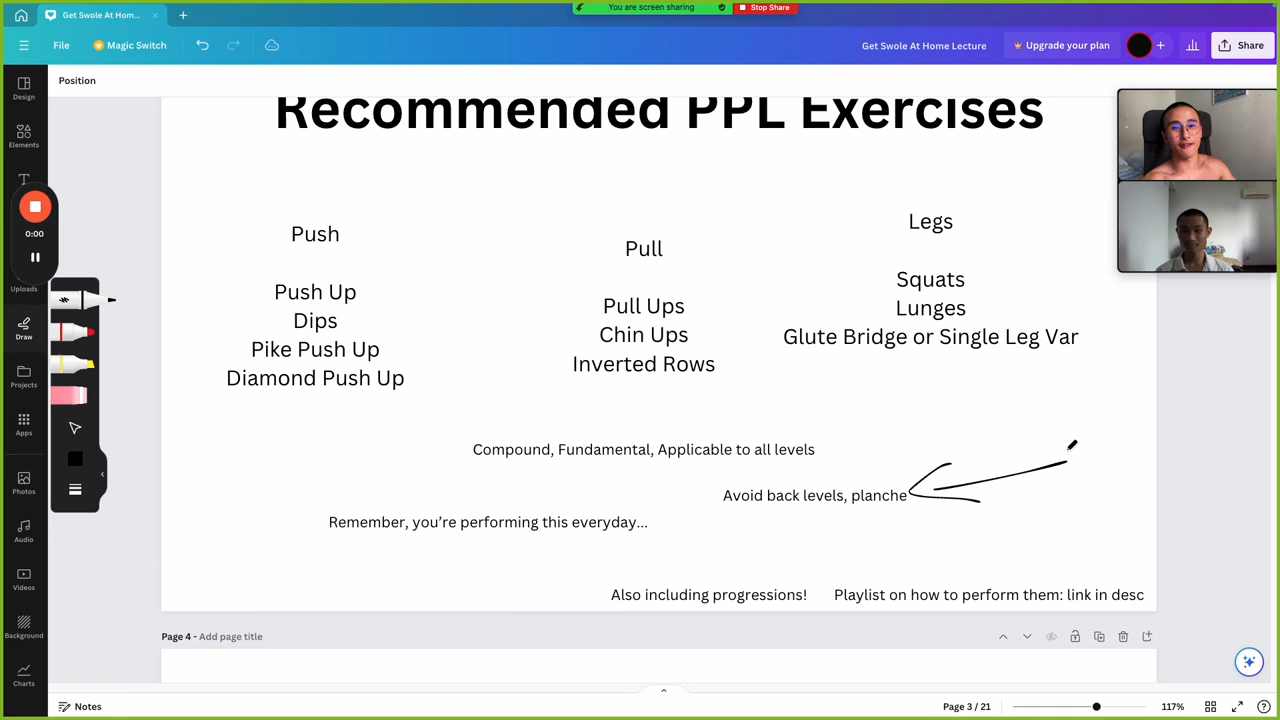 Get Swole At Home...
You are screen sharing
Stop Share
File
Magic Switch
Get Swole At Home Lecture
Upgrade your plan
Share
Position
Design
Elements
T
0:00
Uploads
Draw
Projects
Apps
Photos
Audio
Videos
Background
Charts
Recommended PPL Exercises
Push
Push Up
Dips
Pike Push Up
Diamond Push Up
Pull
Pull Ups
Chin Ups
Inverted Rows
Legs
Squats
Lunges
Glute Bridge or Single Leg Var
Compound, Fundamental, Applicable to all levels
Avoid back levels, planche
Remember, you're performing this everyday...
Also including progressions!
Playlist on how to perform them: link in desc
Page 4 - Add page title
Notes
Page 3 / 21
117%